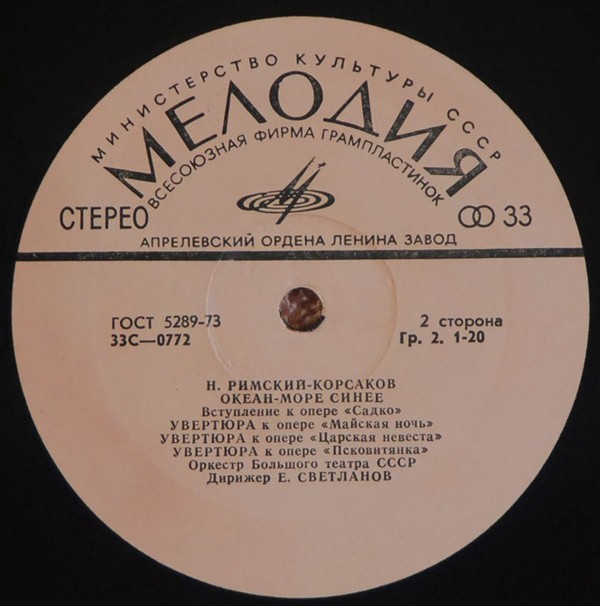 МИНИСТЕРСТВО КУЛЬТУРЫ СССР
МЕЛОДИЯ
ВСЕСОЮЗНАЯ ФИРМА ГРАМПЛАСТИНОК
СТЕРЕО
33
АПРЕЛЕВСКИЙ ОРДЕНА ЛЕНИНА ЗАВОД
ГОСТ 5289-73
2 сторона
33С—0772
Гр. 2. 1-20
Н. РИМСКИЙ-КОРСАКОВ
ОКЕАН-МОРЕ СИНЕЕ
Вступление к опере «Садко»
УВЕРТЮРА к опере «Майская ночь»
УВЕРТЮРА к опере «Царская невеста»
УВЕРТЮРА к опере «Псковитянка»
Оркестр Большого театра СССР
Дирижер Е. СВЕТЛАНОВ